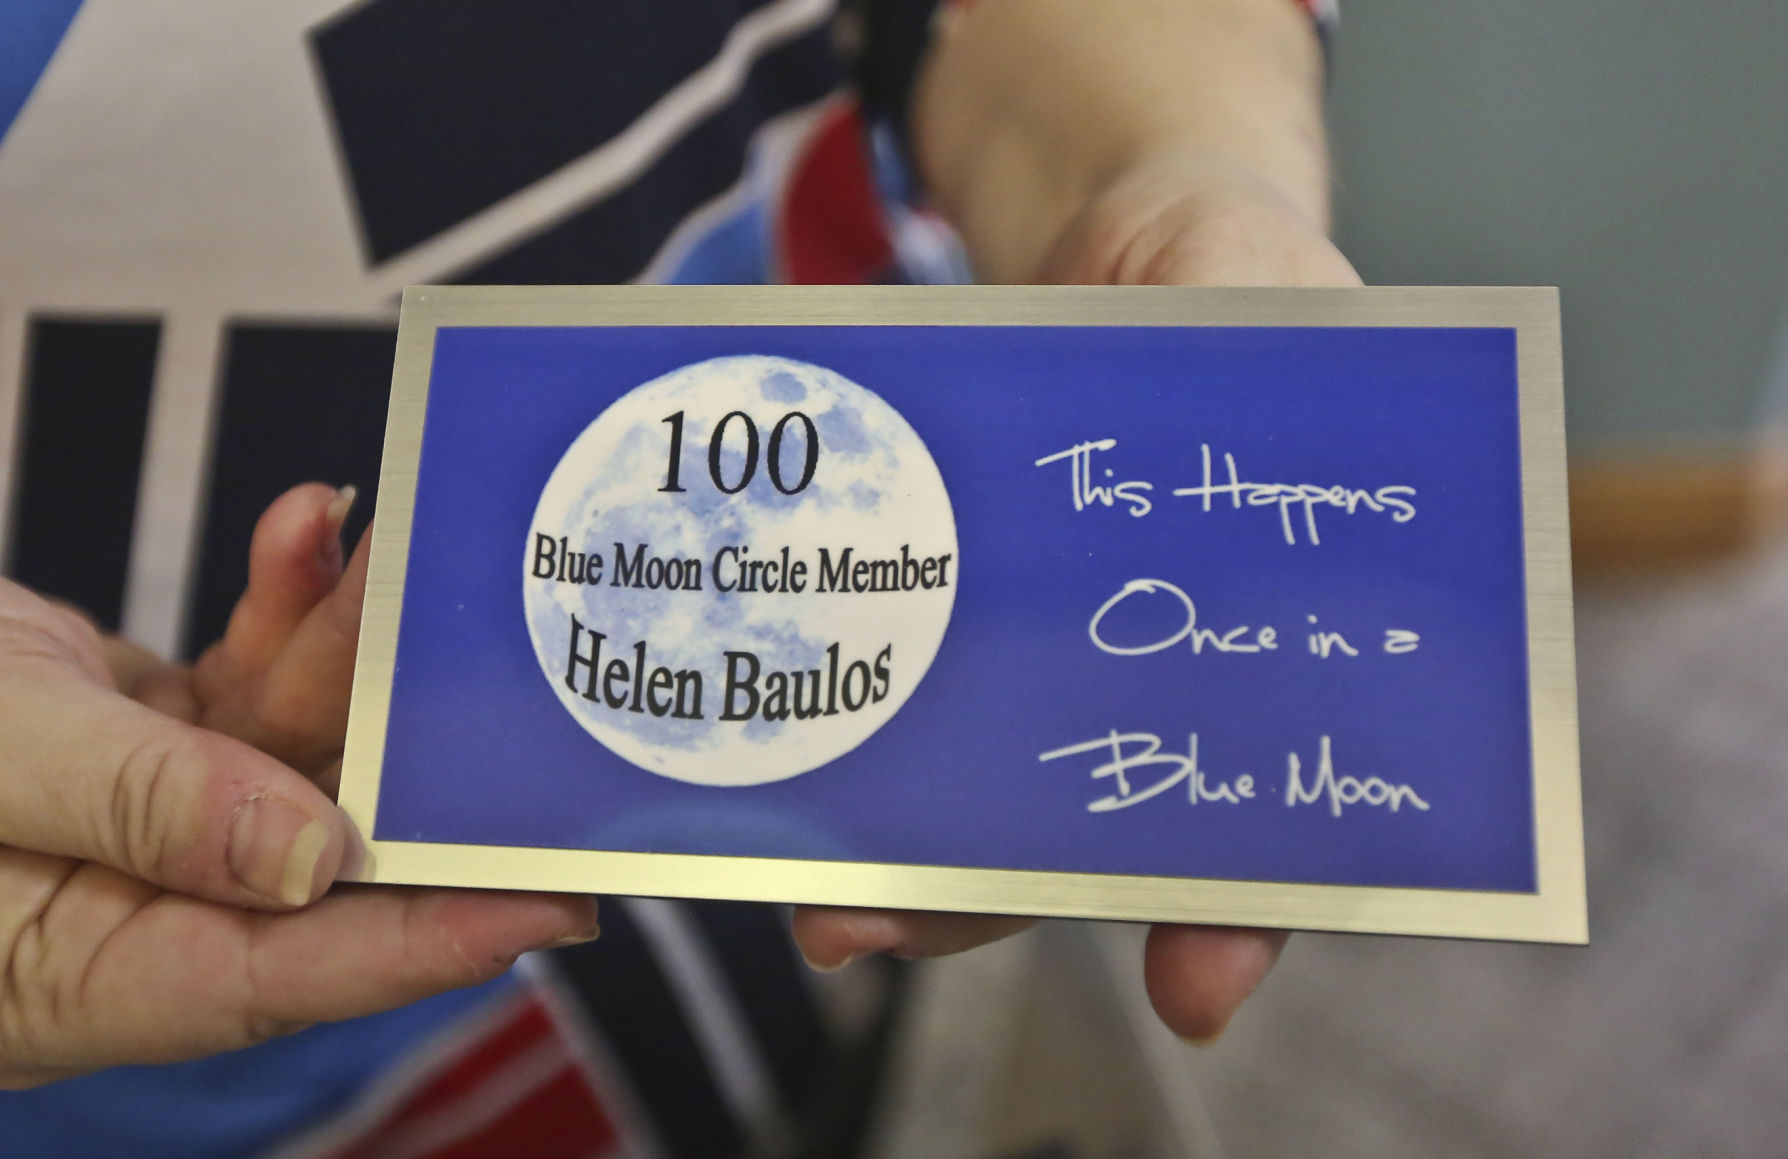 100
Blue Moon Circle Member
Helen Baulos
This Happens
Once in a
Blue Moon